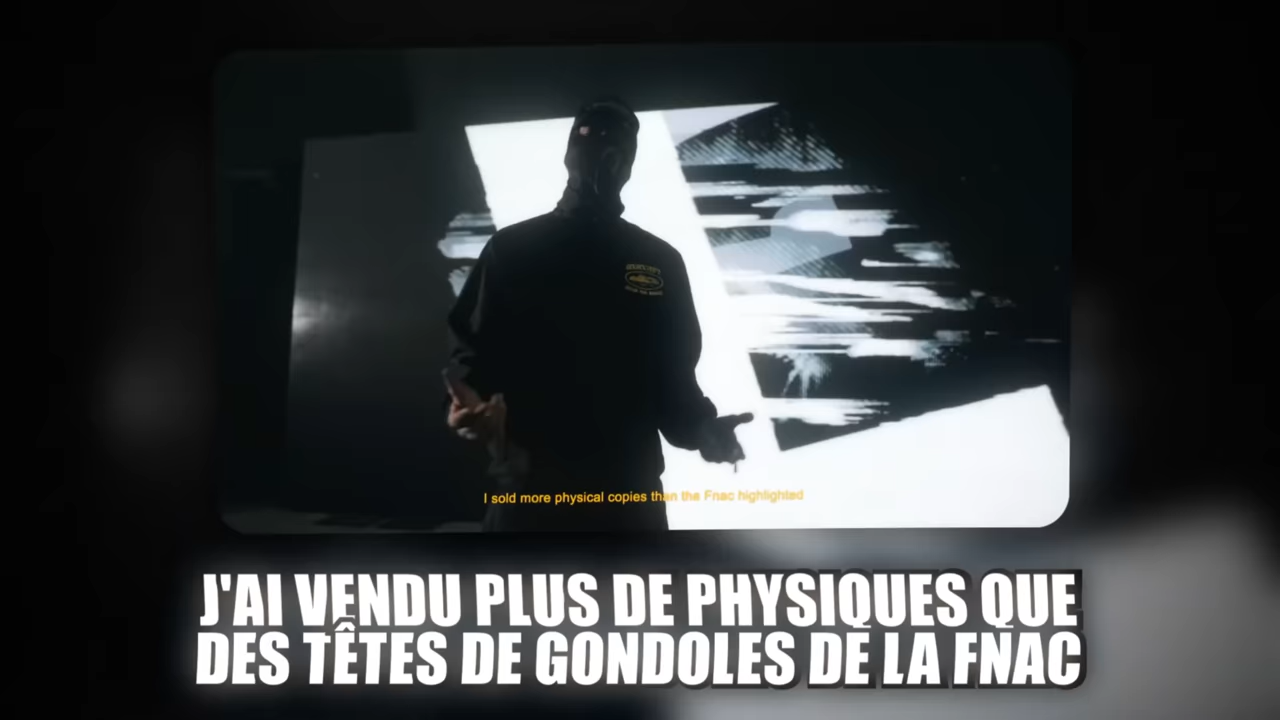 I sold more physical copies than the Fnac highlighted
J'AI VENDU PLUS DE PHYSIQUES QUE
DES TÊTES DE GONDOLES DE LA FNAC